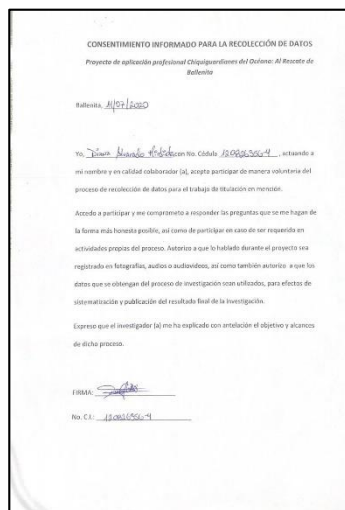 CONSENTIMIENTO INFORMADO PARA LA RECOLECCIÓN DE DATOS
Proyecto de aplicación profesional Chiquiguardianes del Océano: Al Rescate de
Ballenita
Ballenita, 11/07/2020
Yo, Diana Alvarado con No. Cédula , actuando a
mi nombre y en calidad colaborador (a), acepto participar de manera voluntaria del
proceso de recolección de datos para el trabajo de titulación en mención.
Accedo a participar y me comprometo a responder las preguntas que se me hagan de
la forma más honesta posible, así como de participar en caso de ser requerido en
actividades propias del proceso. Autorizo a que lo hablado durante el proyecto sea
registrada en fotografías, audios o audiovideos, así como también autorizo a que los
datos que se obtengan del proceso de investigación sean utilizados, para efectos de
sistematización y publicación del resultado final de la investigación.
Expreso que el investigador (a) me ha explicado con antelación el objetivo y alcances
de dicho proceso.
FIRMA:
No. C.I.: